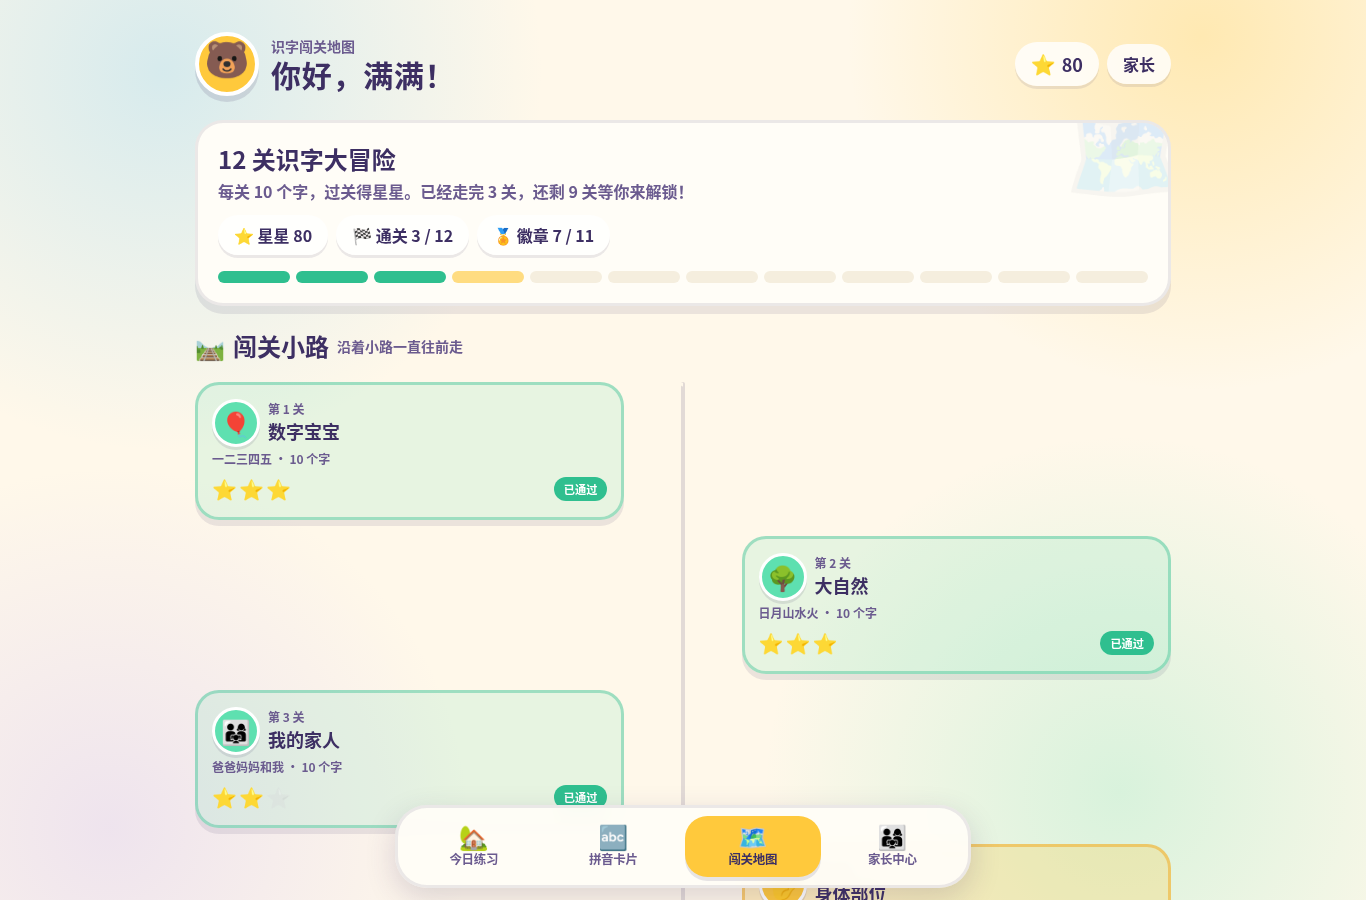 识字闯关地图
你好，满满！
80
家长
12 关识字大冒险
每关 10 个字，过关得星星。已经走完 3 关，还剩 9 关等你来解锁！
星星 80
通关 3 / 12
徽章 7 / 11
闯关小路
沿着小路一直往前走
第 1 关
数字宝宝
一二三四五 · 10 个字
已通过
第 2 关
大自然
日月山水火 · 10 个字
已通过
第 3 关
我的家人
爸爸妈妈和我 · 10 个字
已通过
身体部位
abc
今日练习
拼音卡片
闯关地图
家长中心